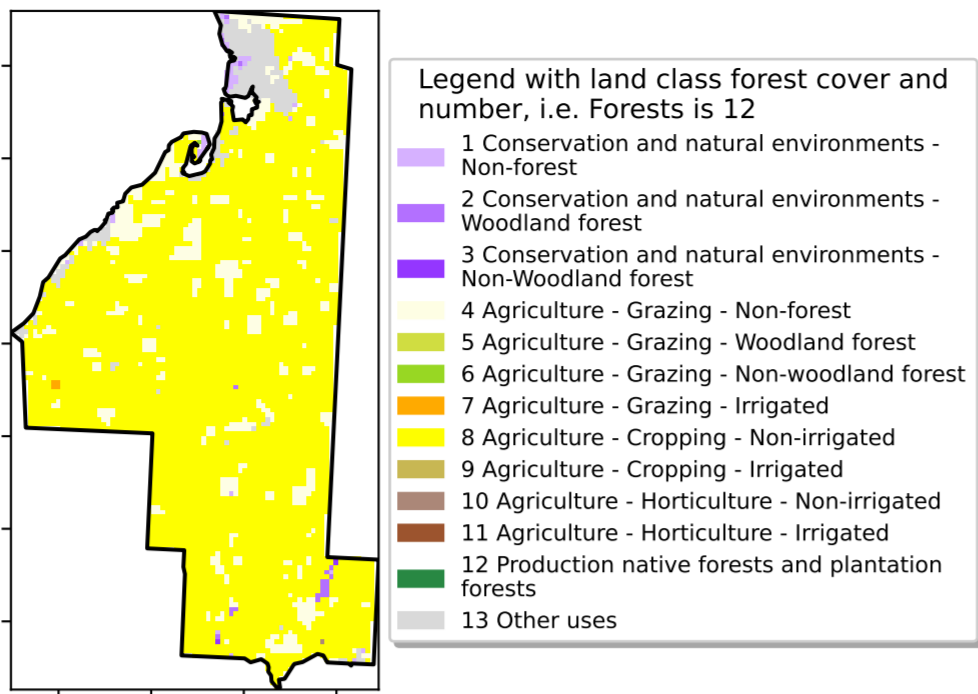 Legend with land class forest cover and
number, i.e. Forests is 12
1 Conservation and natural environments -
Non-forest
2 Conservation and natural environments -
Woodland forest
3 Conservation and natural environments -
Non-Woodland forest
4 Agriculture - Grazing - Non-forest
5 Agriculture - Grazing - Woodland forest
6 Agriculture - Grazing - Non-woodland forest
7 Agriculture - Grazing - Irrigated
8 Agriculture - Cropping - Non-irrigated
9 Agriculture - Cropping - Irrigated
10 Agriculture - Horticulture - Non-irrigated
11 Agriculture - Horticulture - Irrigated
12 Production native forests and plantation
forests
13 Other uses